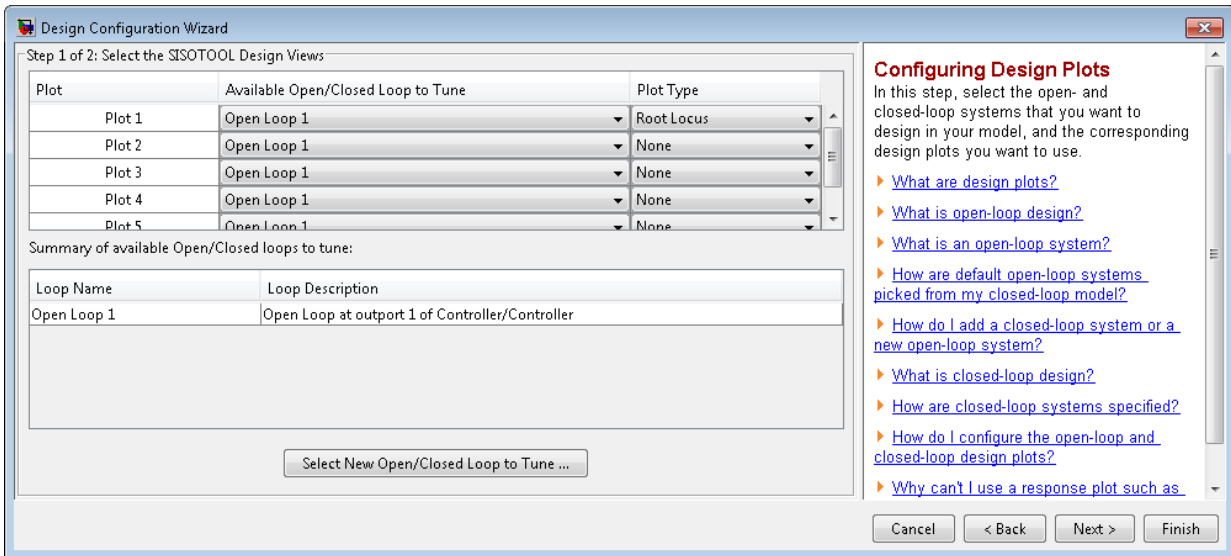 Design Configuration Wizard
Step 1 of 2: Select the SISOTOOL Design Views
Plot Available Open/Closed Loop to Tune Plot Type
Plot 1 Open Loop 1 Root Locus
Plot 2 Open Loop 1 None
Plot 3 Open Loop 1 None
Plot 4 Open Loop 1 None
Plot 5 Open Loop 1 None
Summary of available Open/Closed loops to tune:
Loop Name Loop Description
Open Loop 1 Open Loop at outport 1 of Controller/Controller
Select New Open/Closed Loop to Tune ...
Configuring Design Plots
In this step, select the open- and
closed-loop systems that you want to
design in your model, and the corresponding
design plots you want to use.
What are design plots?
What is open-loop design?
What is an open-loop system?
How are default open-loop systems
picked from my closed-loop model?
How do I add a closed-loop system or a
new open-loop system?
What is closed-loop design?
How are closed-loop systems specified?
How do I configure the open-loop and
closed-loop design plots?
Why can't I use a response plot such as
Cancel < Back Next > Finish